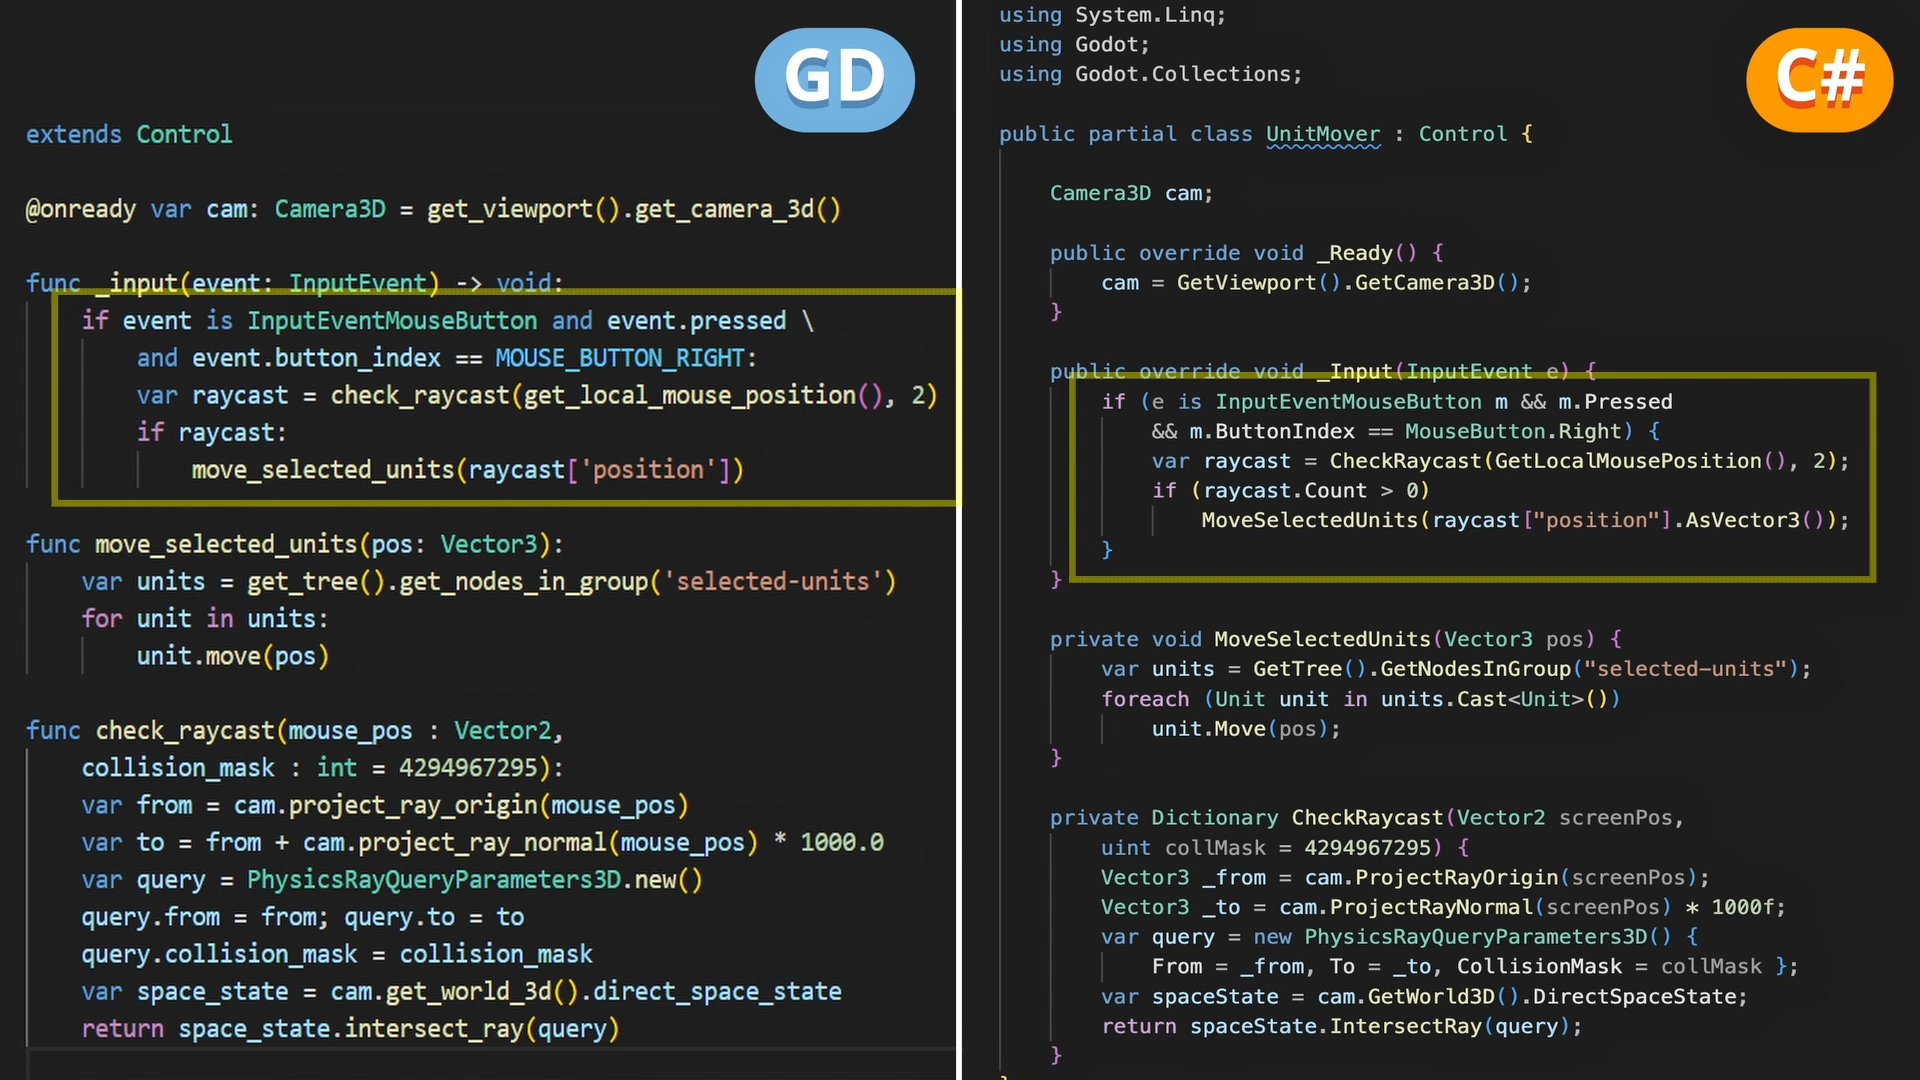 GD
extends Control
@onready var cam: Camera3D = get_viewport().get_camera_3d()
func _input(event: InputEvent) -> void:
if event is InputEventMouseButton and event.pressed \
and event.button_index == MOUSE_BUTTON_RIGHT:
var raycast = check_raycast(get_local_mouse_position(), 2)
if raycast:
move_selected_units(raycast['position'])
func move_selected_units(pos: Vector3):
var units = get_tree().get_nodes_in_group('selected-units')
for unit in units:
unit.move(pos)
func check_raycast(mouse_pos : Vector2,
collision_mask : int = 4294967295):
var from = cam.project_ray_origin(mouse_pos)
var to = from + cam.project_ray_normal(mouse_pos) * 1000.0
var query = PhysicsRayQueryParameters3D.new()
query.from = from; query.to = to
query.collision_mask = collision_mask
var space_state = cam.get_world_3d().direct_space_state
return space_state.intersect_ray(query)
C#
using System.Linq;
using Godot;
using Godot.Collections;
public partial class UnitMover : Control {
Camera3D cam;
public override void _Ready() {
cam = GetViewport().GetCamera3D();
}
public override void _Input(InputEvent e) {
if (e is InputEventMouseButton m && m.Pressed
&& m.ButtonIndex == MouseButton.Right) {
var raycast = CheckRaycast(GetLocalMousePosition(), 2);
if (raycast.Count > 0)
MoveSelectedUnits(raycast["position"].AsVector3());
}
}
private void MoveSelectedUnits(Vector3 pos) {
var units = GetTree().GetNodesInGroup("selected-units");
foreach (Unit unit in units.Cast<Unit>())
unit.Move(pos);
}
private Dictionary CheckRaycast(Vector2 screenPos,
uint collMask = 4294967295) {
Vector3 _from = cam.ProjectRayOrigin(screenPos);
Vector3 _to = cam.ProjectRayNormal(screenPos) * 1000f;
var query = new PhysicsRayQueryParameters3D() {
From = _from, To = _to, CollisionMask = collMask };
var spaceState = cam.GetWorld3D().DirectSpaceState;
return spaceState.IntersectRay(query);
}
}